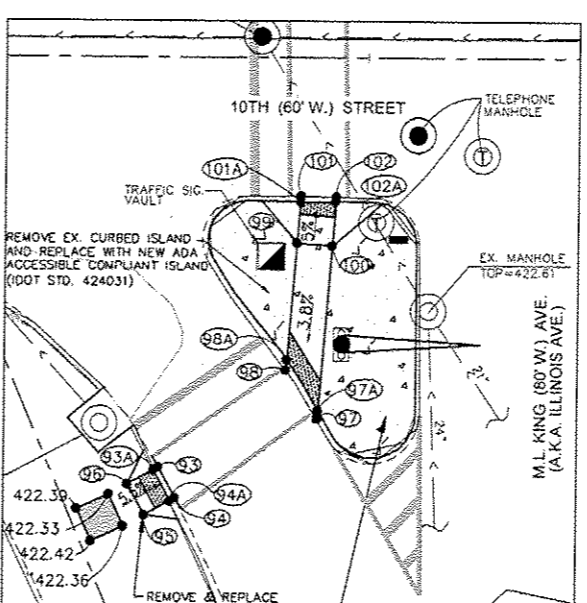 10TH (60' W.) STREET
TELEPHONE
MANHOLE
101A
101
102
102A
T
T
TRAFFIC SIG.
VAULT
99
5%
100
REMOVE EX. CURBED ISLAND
AND REPLACE WITH NEW ADA
ACCESSIBLE COMPLIANT ISLAND
(IDOT STD. 424031)
EX. MANHOLE
TOP=422.61
3.8%
98A
98
97A
97
M.L. KING (80' W.) AVE.
(A.K.A. ILLINOIS AVE.)
24"
93A
93
96
94A
94
95
422.39
422.33
422.42
422.36
REMOVE & REPLACE